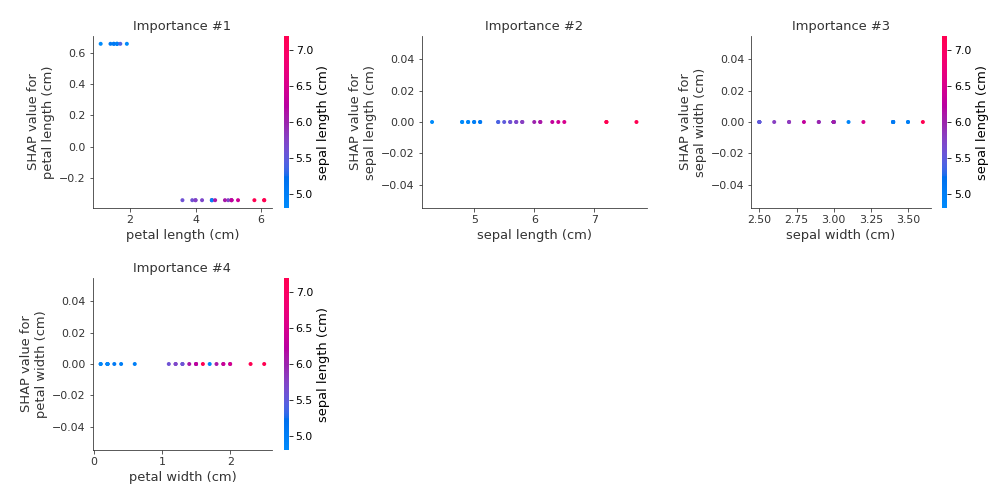 Importance #1
SHAP value for
petal length (cm)
0.6
0.4
0.2
0.0
−0.2
2
4
6
petal length (cm)
7.0
6.5
6.0
5.5
5.0
sepal length (cm)
Importance #2
SHAP value for
sepal length (cm)
0.04
0.02
0.00
−0.02
−0.04
5
6
7
sepal length (cm)
Importance #3
SHAP value for
sepal width (cm)
0.04
0.02
0.00
−0.02
−0.04
2.50
2.75
3.00
3.25
3.50
sepal width (cm)
7.0
6.5
6.0
5.5
5.0
sepal length (cm)
Importance #4
SHAP value for
petal width (cm)
0.04
0.02
0.00
−0.02
−0.04
0
1
2
petal width (cm)
7.0
6.5
6.0
5.5
5.0
sepal length (cm)